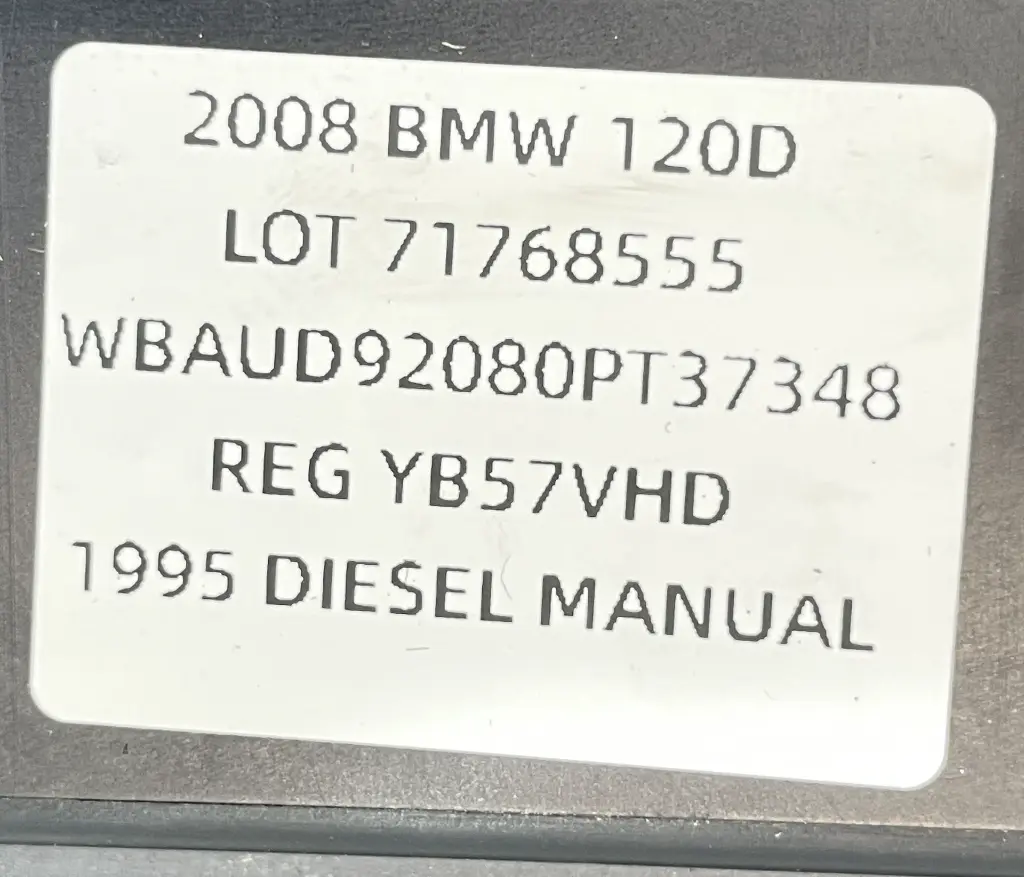 2008 BMW 120D
LOT 71768555
WBAUD92080PT37348
REG YB57VHD
1995 DIESEL MANUAL